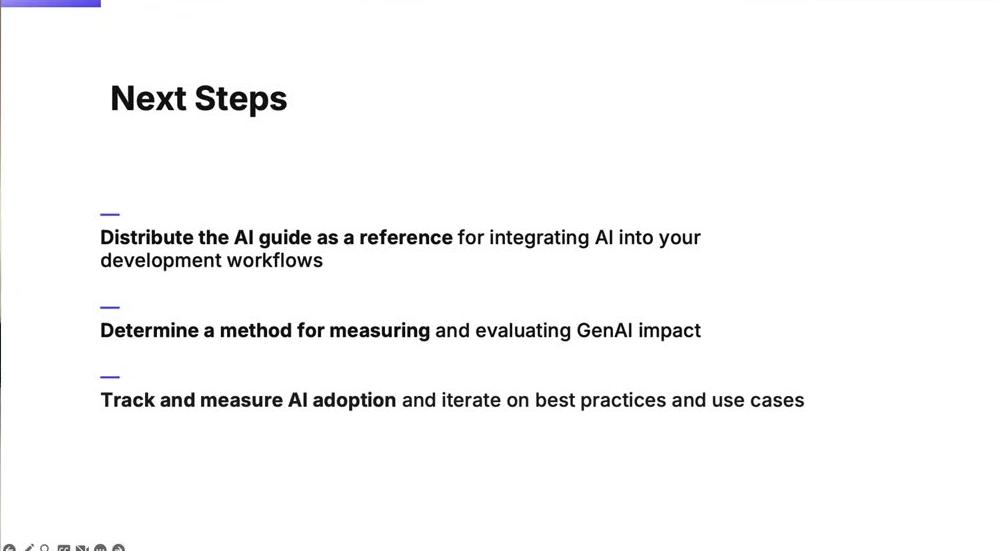 Next Steps
Distribute the AI guide as a reference for integrating AI into your
development workflows
Determine a method for measuring and evaluating GenAI impact
Track and measure AI adoption and iterate on best practices and use cases